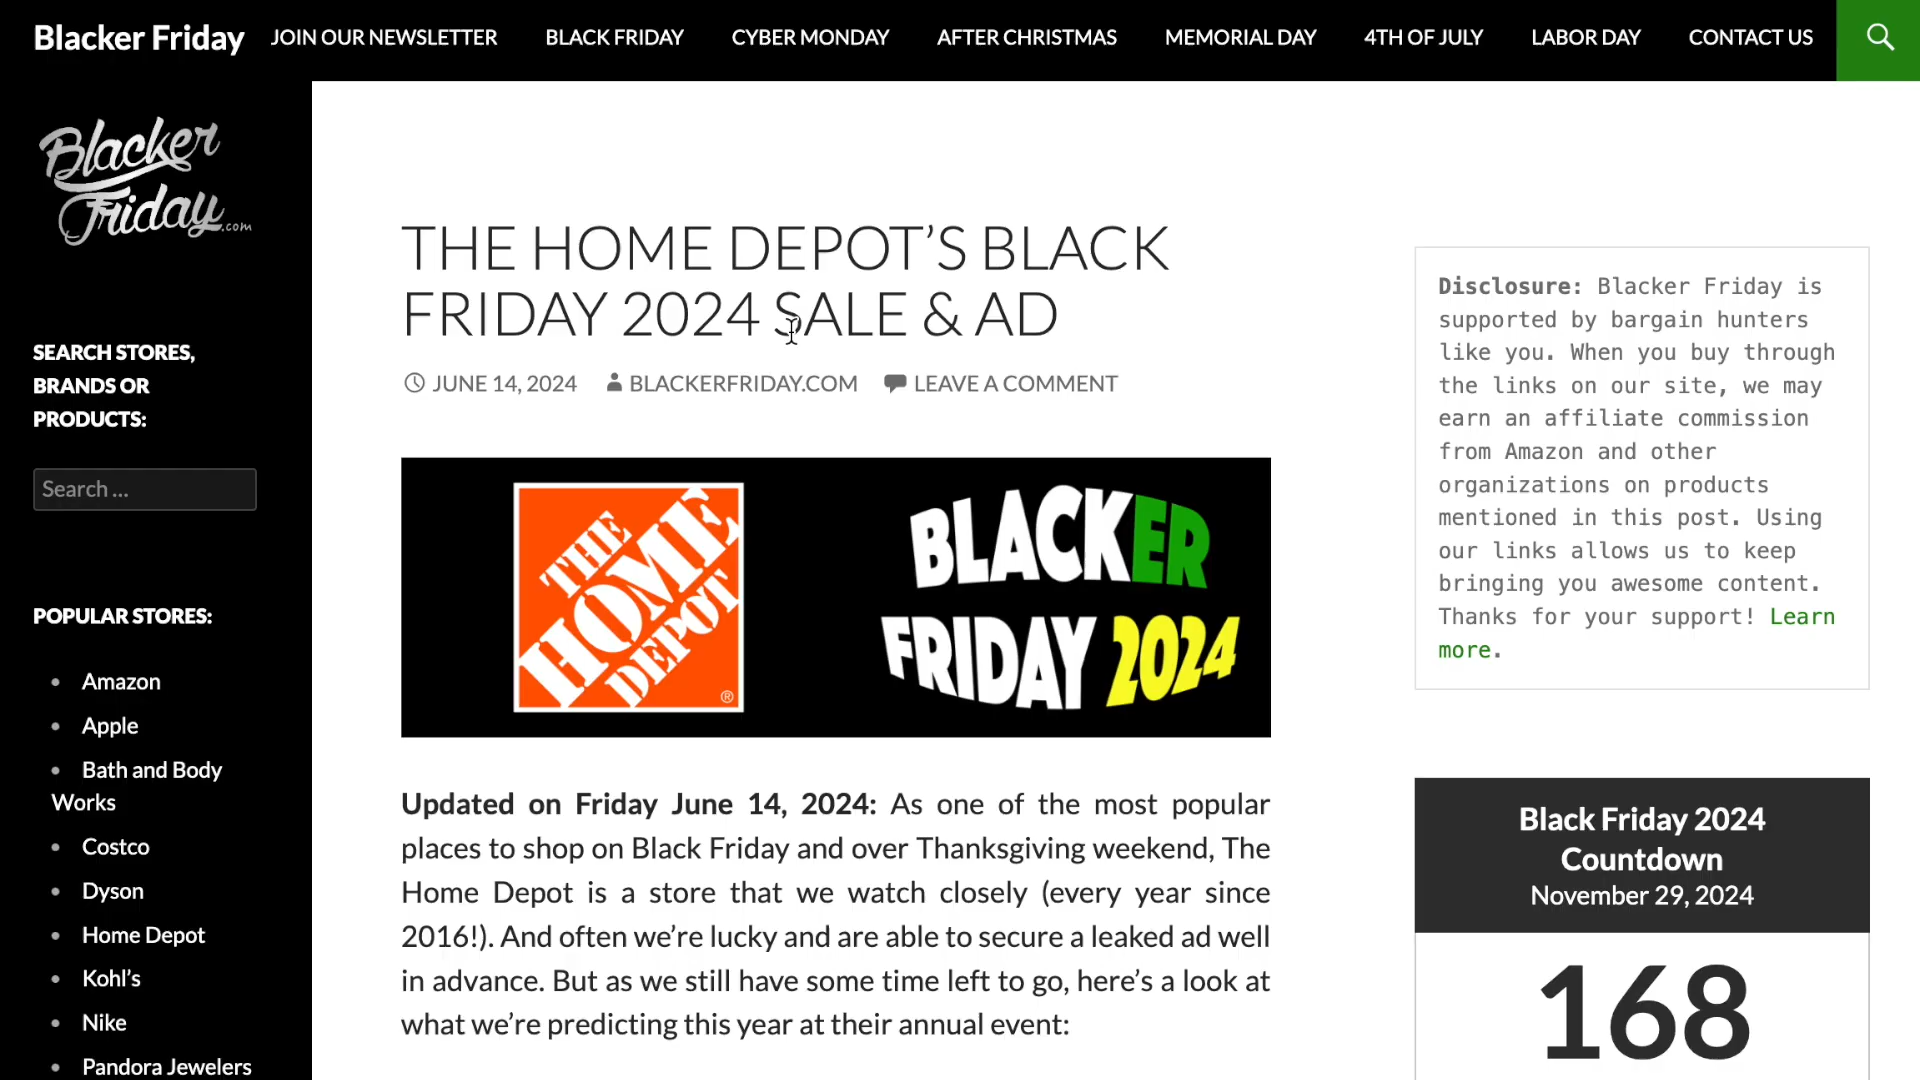 Blacker Friday
JOIN OUR NEWSLETTER
BLACK FRIDAY
CYBER MONDAY
AFTER CHRISTMAS
MEMORIAL DAY
4TH OF JULY
LABOR DAY
CONTACT US
Blacker
Friday.com
SEARCH STORES,
BRANDS OR
PRODUCTS:
Search ...
POPULAR STORES:
Amazon
Apple
Bath and Body
Works
Costco
Dyson
Home Depot
Kohl's
Nike
Pandora Jewelers
THE HOME DEPOT'S BLACK
FRIDAY 2024 SALE & AD
JUNE 14, 2024 BLACKERFRIDAY.COM LEAVE A COMMENT
THE
HOME
DEPOT
®
BLACKER
FRIDAY 2024
Updated on Friday June 14, 2024: As one of the most popular
places to shop on Black Friday and over Thanksgiving weekend, The
Home Depot is a store that we watch closely (every year since
2016!). And often we're lucky and are able to secure a leaked ad well
in advance. But as we still have some time left to go, here's a look at
what we're predicting this year at their annual event:
Disclosure: Blacker Friday is
supported by bargain hunters
like you. When you buy through
the links on our site, we may
earn an affiliate commission
from Amazon and other
organizations on products
mentioned in this post. Using
our links allows us to keep
bringing you awesome content.
Thanks for your support! Learn
more.
Black Friday 2024
Countdown
November 29, 2024
168